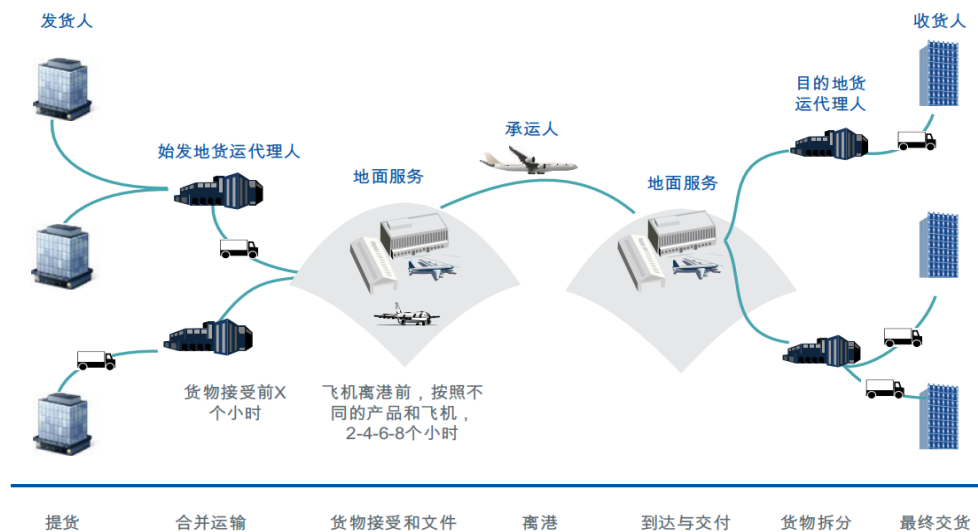 发货人
收货人
目的地货
运代理人
承运人
始发地货运代理人
地面服务
地面服务
货物接受前X
个小时
飞机离港前，按照不
同的产品和飞机，
2-4-6-8个小时
提货
合并运输
货物接受和文件
离港
到达与交付
货物拆分
最终交货